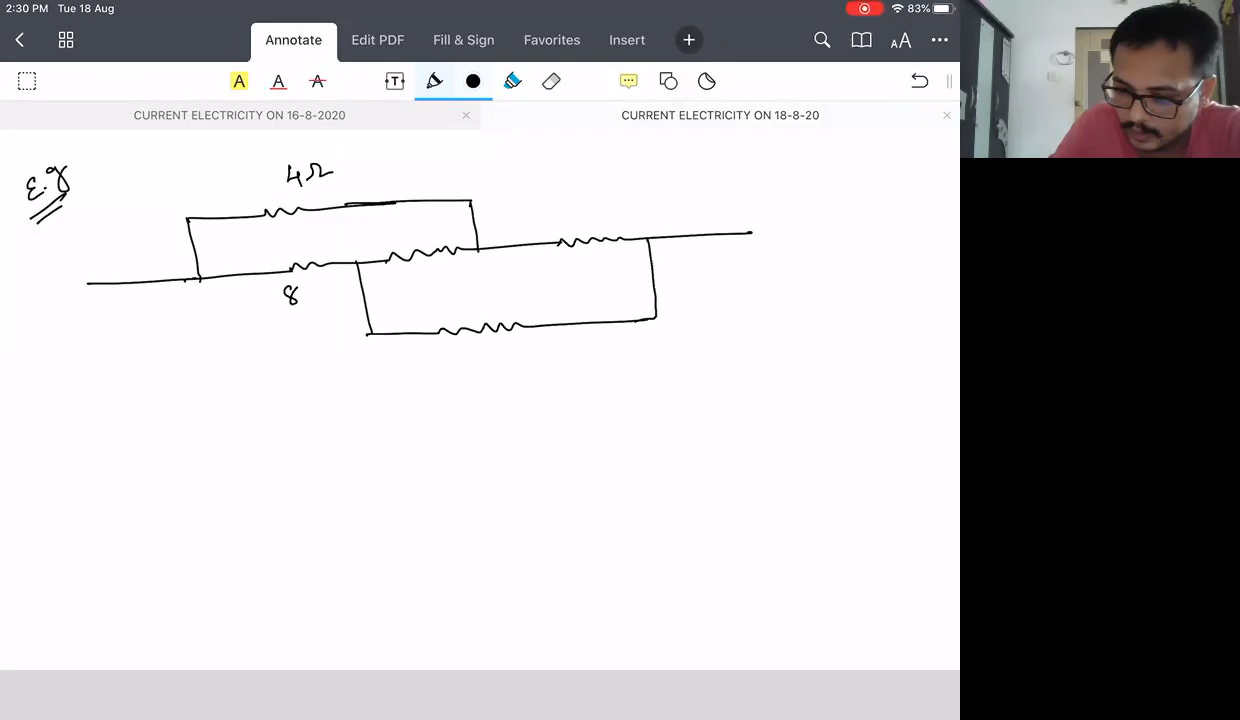 2:30 PM Tue 18 Aug
83%
Annotate
Edit PDF
Fill & Sign
Favorites
Insert
AA
A A A
T
CURRENT ELECTRICITY ON 16-8-2020
CURRENT ELECTRICITY ON 18-8-20
E.g
4Ω
8